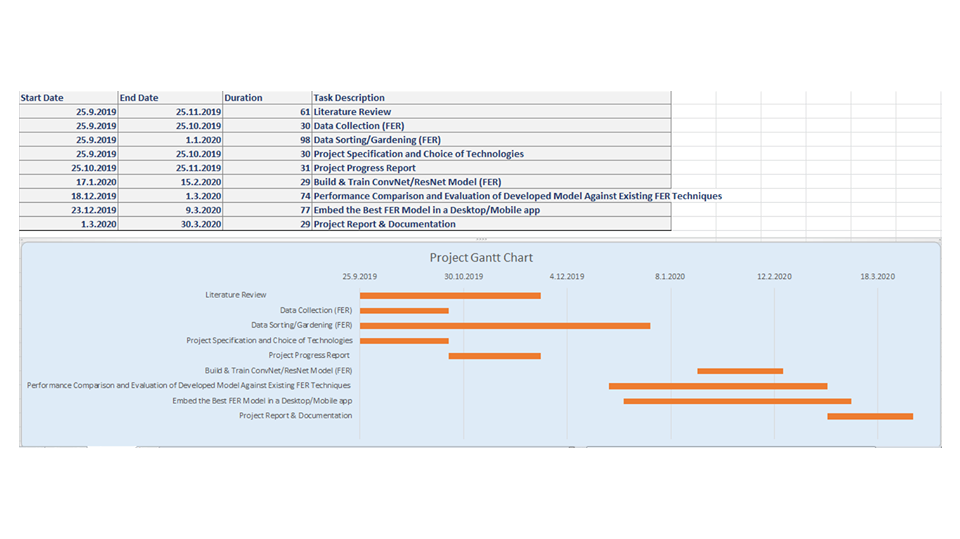 Start Date End Date Duration Task Description
25.9.2019 25.11.2019 61 Literature Review
25.9.2019 25.10.2019 30 Data Collection (FER)
25.9.2019 1.1.2020 98 Data Sorting/Gardening (FER)
25.9.2019 25.10.2019 30 Project Specification and Choice of Technologies
25.10.2019 25.11.2019 31 Project Progress Report
17.1.2020 15.2.2020 29 Build & Train ConvNet/ResNet Model (FER)
18.12.2019 1.3.2020 74 Performance Comparison and Evaluation of Developed Model Against Existing FER Techniques
23.12.2019 9.3.2020 77 Embed the Best FER Model in a Desktop/Mobile app
1.3.2020 30.3.2020 29 Project Report & Documentation
Project Gantt Chart
25.9.2019 30.10.2019 4.12.2019 8.1.2020 12.2.2020 18.3.2020
Literature Review
Data Collection (FER)
Data Sorting/Gardening (FER)
Project Specification and Choice of Technologies
Project Progress Report
Build & Train ConvNet/ResNet Model (FER)
Performance Comparison and Evaluation of Developed Model Against Existing FER Techniques
Embed the Best FER Model in a Desktop/Mobile app
Project Report & Documentation